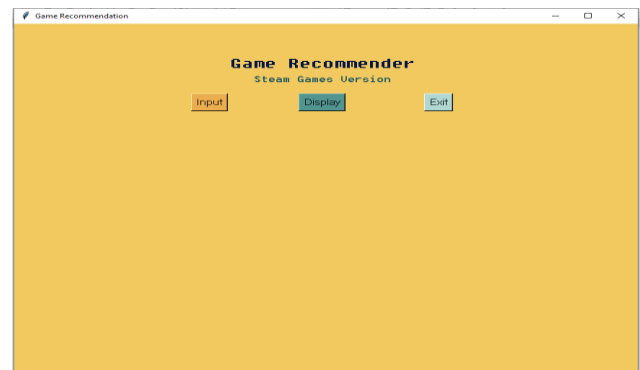 Game Recommendation
Game Recommender
Steam Games Version
Input Display Exit